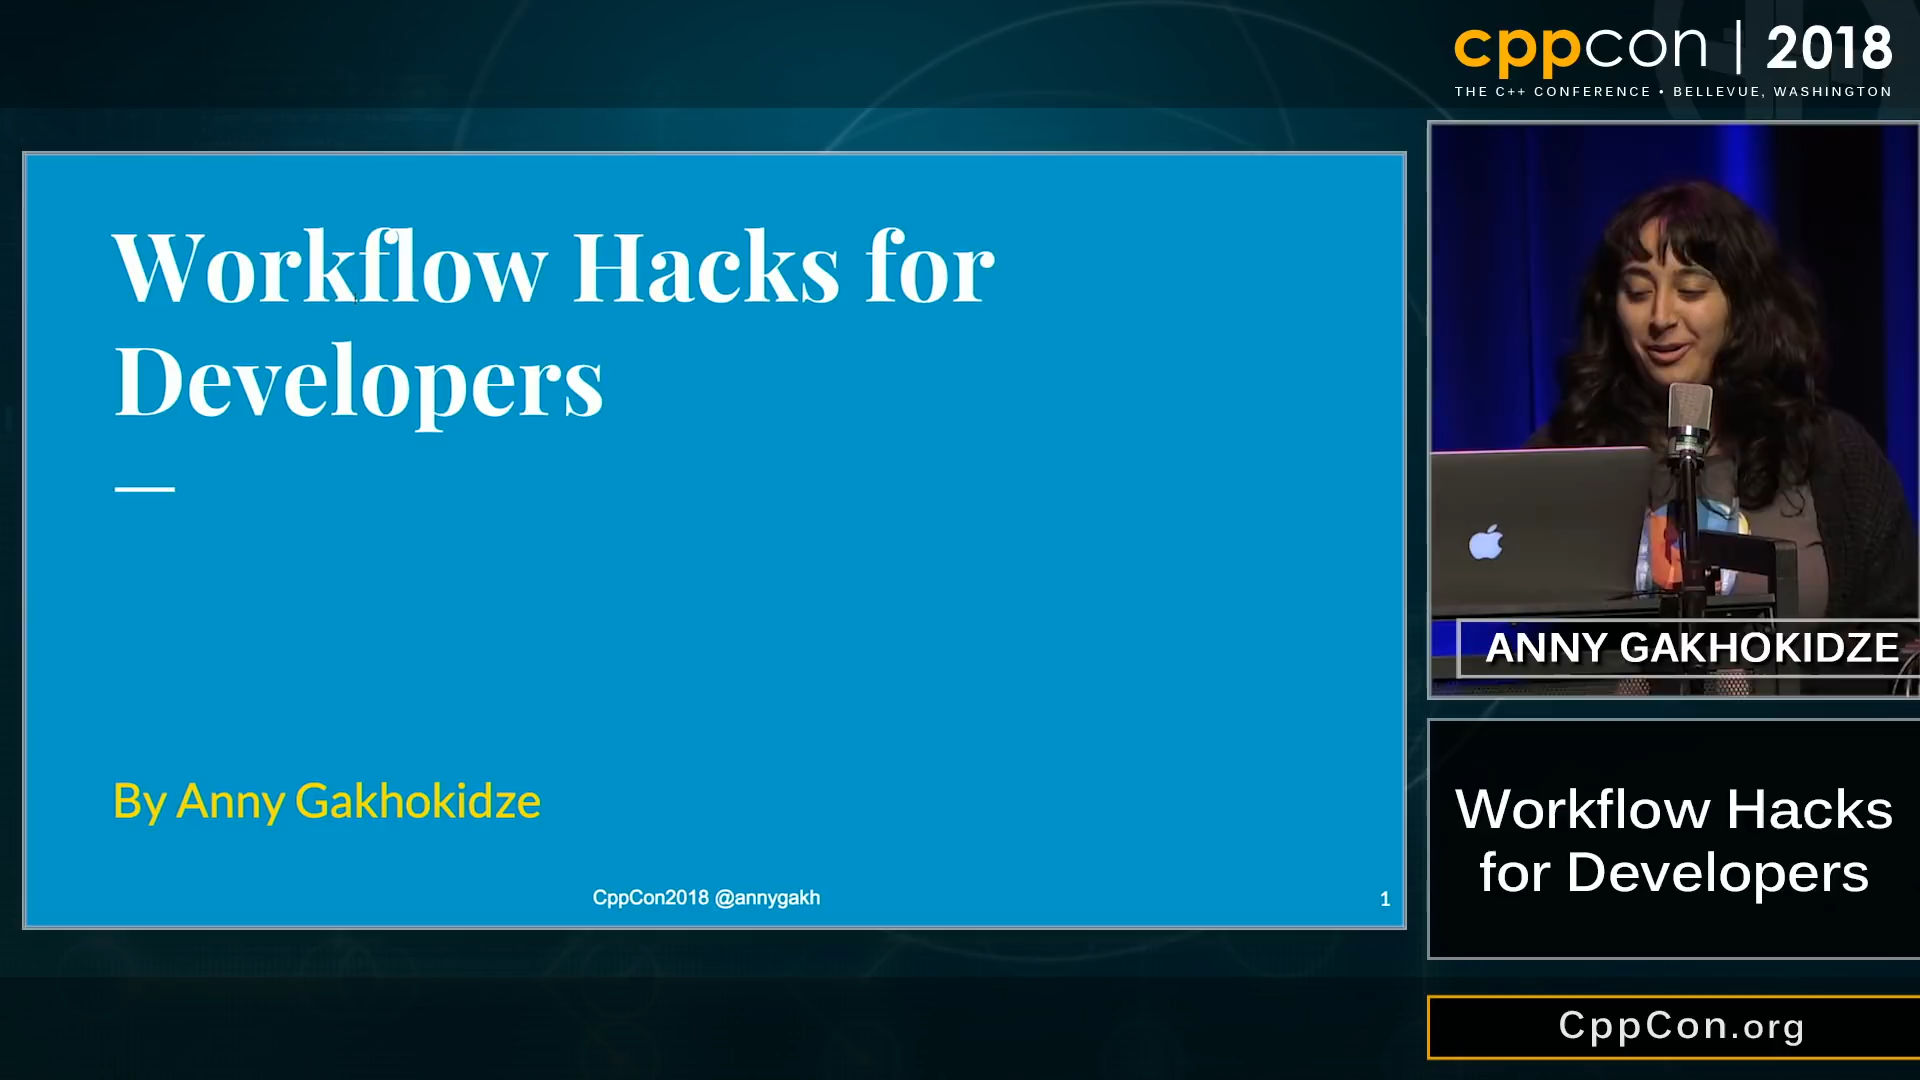 cppcon | 2018
THE C++ CONFERENCE • BELLEVUE, WASHINGTON
Workflow Hacks for
Developers
By Anny Gakhokidze
CppCon2018 @annygakh
1
ANNY GAKHOKIDZE
Workflow Hacks
for Developers
CppCon.org